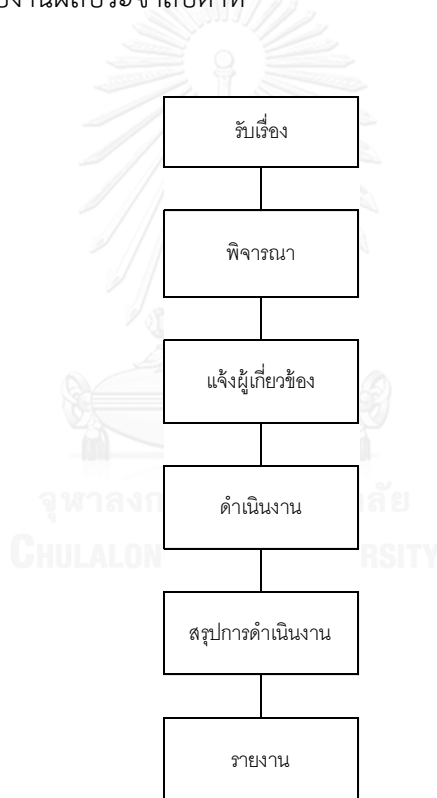 รับเรื่อง
พิจารณา
แจ้งผู้เกี่ยวข้อง
ดำเนินงาน
สรุปการดำเนินงาน
รายงาน